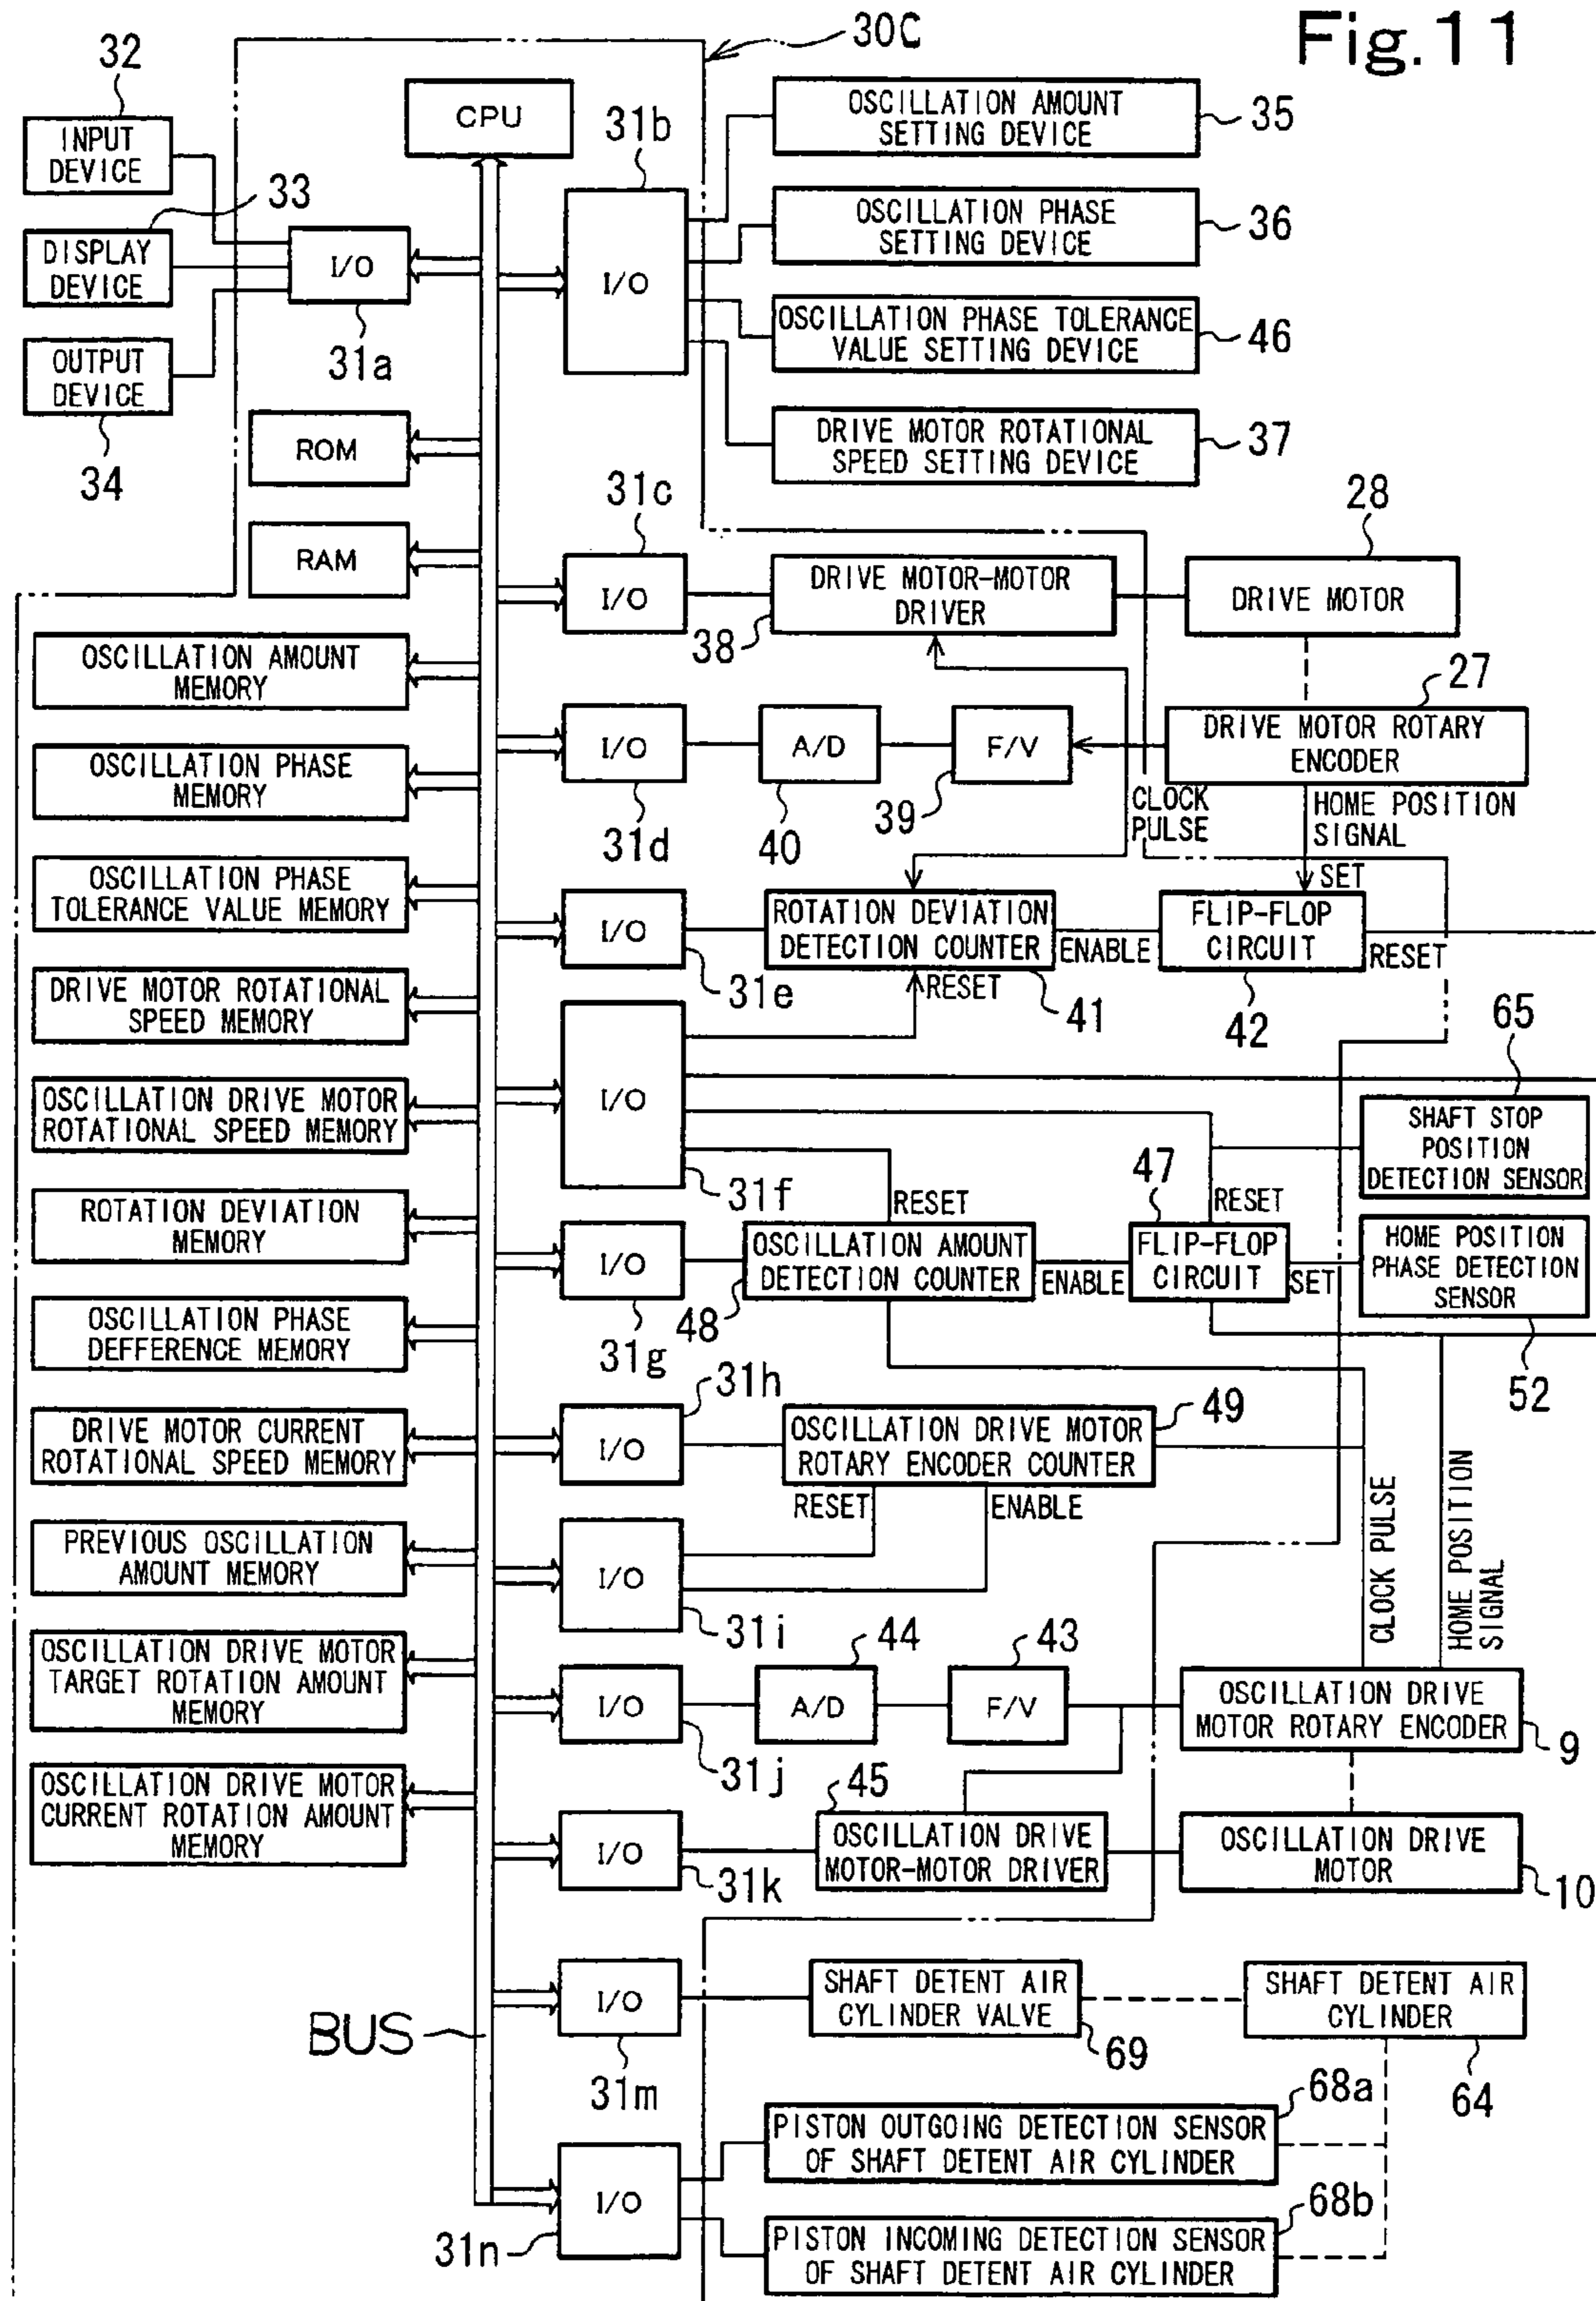 Fig.11
30C
32
INPUT
DEVICE
33
DISPLAY
DEVICE
OUTPUT
DEVICE
34
CPU
I/O
31a
ROM
RAM
31b
I/O
OSCILLATION AMOUNT
SETTING DEVICE
35
OSCILLATION PHASE
SETTING DEVICE
36
OSCILLATION PHASE TOLERANCE
VALUE SETTING DEVICE
46
DRIVE MOTOR ROTATIONAL
SPEED SETTING DEVICE
37
31c
I/O
DRIVE MOTOR-MOTOR
DRIVER
38
28
DRIVE MOTOR
27
DRIVE MOTOR ROTARY
ENCODER
OSCILLATION AMOUNT
MEMORY
OSCILLATION PHASE
MEMORY
OSCILLATION PHASE
TOLERANCE VALUE MEMORY
DRIVE MOTOR ROTATIONAL
SPEED MEMORY
OSCILLATION DRIVE MOTOR
ROTATIONAL SPEED MEMORY
ROTATION DEVIATION
MEMORY
OSCILLATION PHASE
DEFFERENCE MEMORY
DRIVE MOTOR CURRENT
ROTATIONAL SPEED MEMORY
PREVIOUS OSCILLATION
AMOUNT MEMORY
OSCILLATION DRIVE MOTOR
TARGET ROTATION AMOUNT
MEMORY
OSCILLATION DRIVE MOTOR
CURRENT ROTATION AMOUNT
MEMORY
I/O
31d
A/D
40
F/V
39
CLOCK
PULSE
HOME POSITION
SIGNAL
SET
I/O
31e
ROTATION DEVIATION
DETECTION COUNTER
41
ENABLE
FLIP-FLOP
CIRCUIT
42
RESET
RESET
I/O
31f
65
SHAFT STOP
POSITION
DETECTION SENSOR
RESET
47
RESET
I/O
31g
OSCILLATION AMOUNT
DETECTION COUNTER
48
ENABLE
FLIP-FLOP
CIRCUIT
SET
HOME POSITION
PHASE DETECTION
SENSOR
52
31h
I/O
OSCILLATION DRIVE MOTOR
ROTARY ENCODER COUNTER
49
RESET
ENABLE
I/O
31i
CLOCK PULSE
HOME POSITION
SIGNAL
I/O
31j
44
A/D
43
F/V
OSCILLATION DRIVE
MOTOR ROTARY ENCODER
9
I/O
31k
45
OSCILLATION DRIVE
MOTOR-MOTOR DRIVER
OSCILLATION DRIVE
MOTOR
10
BUS
I/O
31m
SHAFT DETENT AIR
CYLINDER VALVE
69
SHAFT DETENT AIR
CYLINDER
64
I/O
31n
68a
PISTON OUTGOING DETECTION SENSOR
OF SHAFT DETENT AIR CYLINDER
68b
PISTON INCOMING DETECTION SENSOR
OF SHAFT DETENT AIR CYLINDER